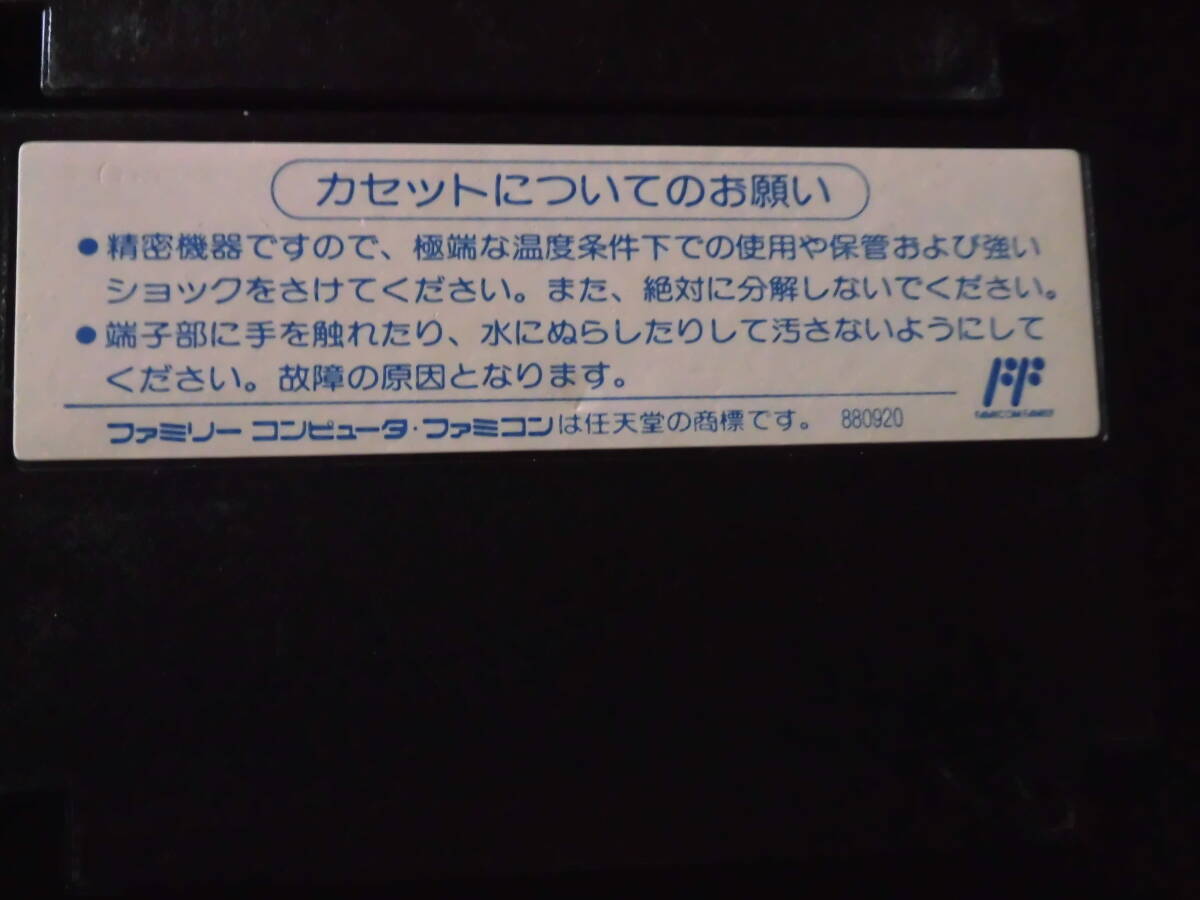 カセットについてのお願い
●精密機器ですので、極端な温度条件下での使用や保管および強い
ショックをさけてください。また、絶対に分解しないでください。
●端子部に手を触れたり、水にぬらしたりして汚さないようにして
ください。故障の原因となります。
FF
FAMICOM FAMILY
ファミリー コンピュータ・ファミコンは任天堂の商標です。 880920